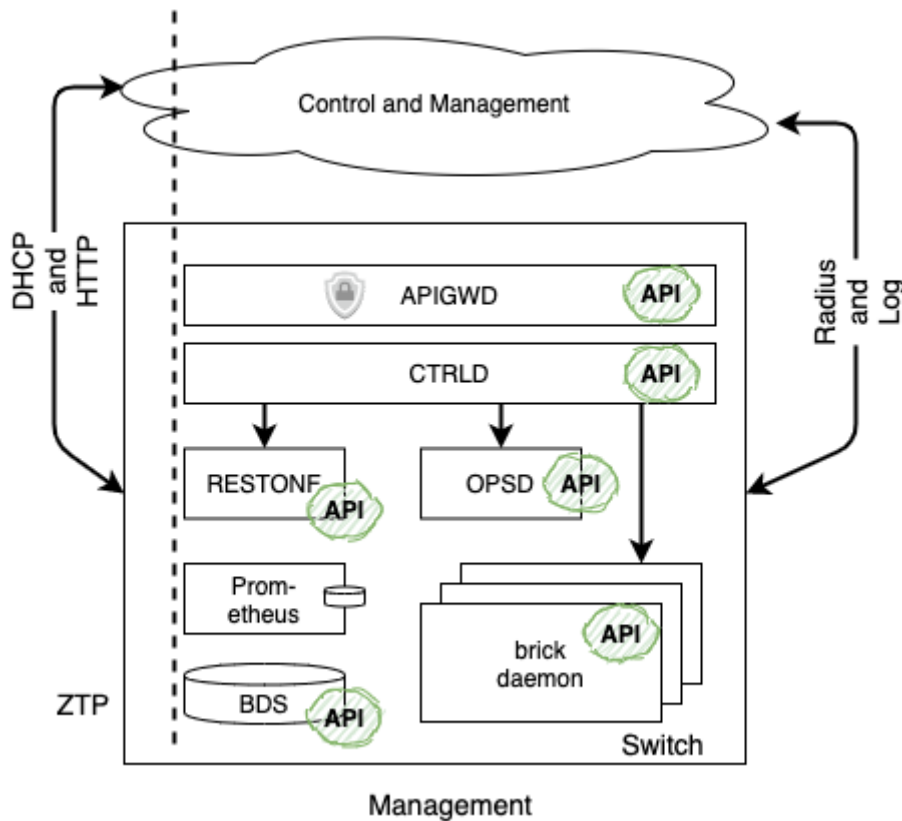 Control and Management
DHCP
and
HTTP
Radius
and
Log
APIGWD
API
CTRLD
API
RESTONF
API
OPSD
API
Prom-
etheus
brick
daemon
API
BDS
API
ZTP
Switch
Management